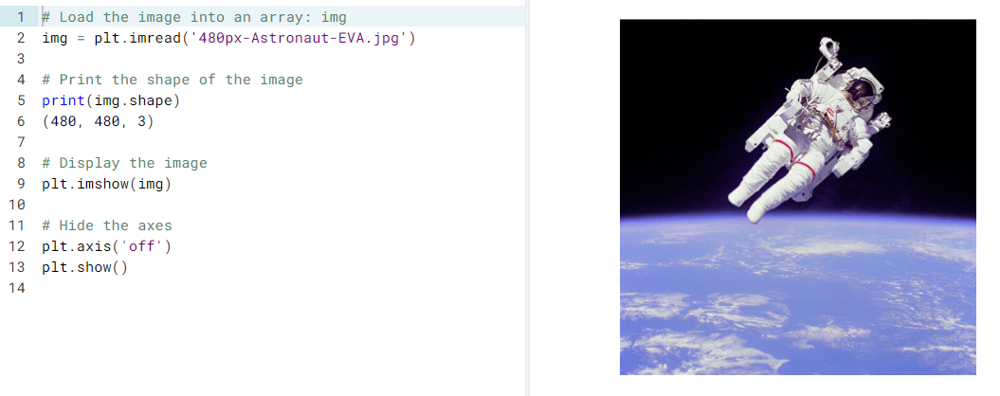 1 # Load the image into an array: img
2 img = plt.imread('480px-Astronaut-EVA.jpg')
3
4 # Print the shape of the image
5 print(img.shape)
6 (480, 480, 3)
7
8 # Display the image
9 plt.imshow(img)
10
11 # Hide the axes
12 plt.axis('off')
13 plt.show()
14